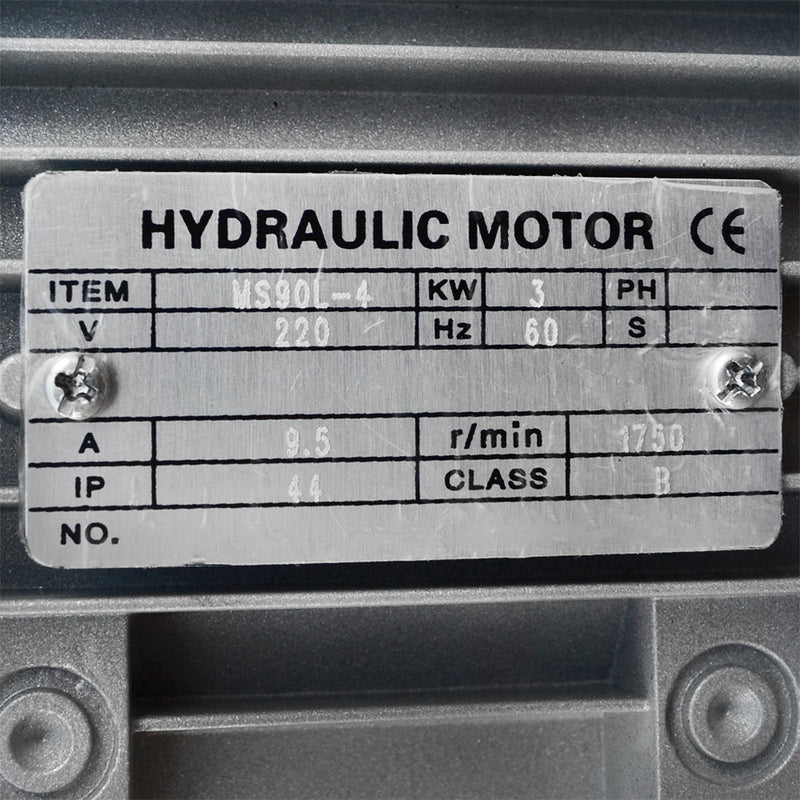 HYDRAULIC MOTOR CE
ITEM MS90L-4 KW 3 PH
V 220 Hz 60 S
A 9.5 r/min 1750
IP 44 CLASS B
NO.